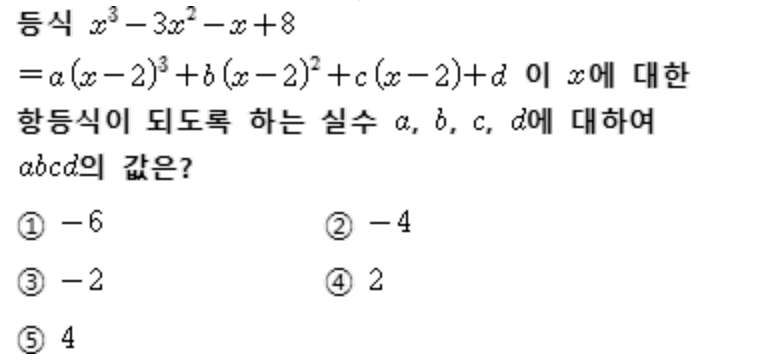 등식 x³－3x²－x＋8
＝a(x－2)³＋b(x－2)²＋c(x－2)＋d 이 x에 대한
항등식이 되도록 하는 실수 a, b, c, d에 대하여
abcd의 값은?
① －6 ② －4
③ －2 ④ 2
⑤ 4